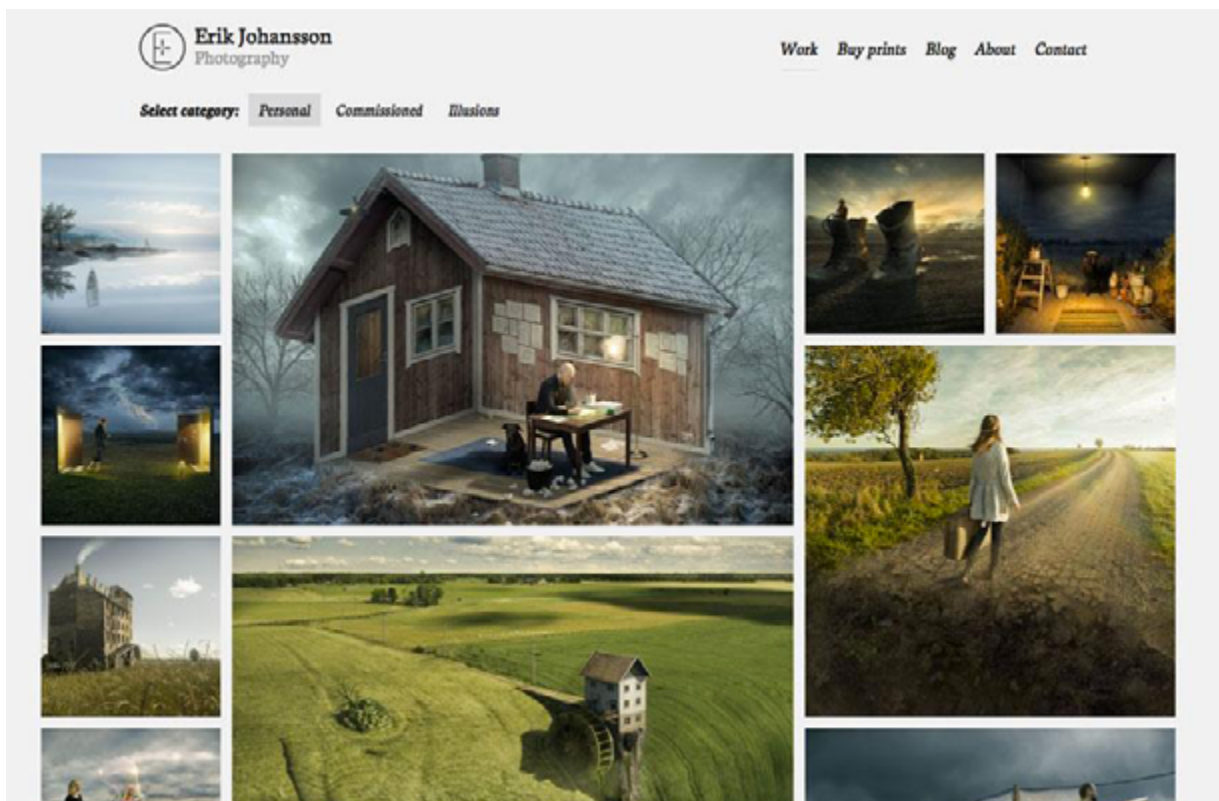 Erik Johansson
Photography
Work Buy prints Blog About Contact
Select category: Personal Commissioned Illusions